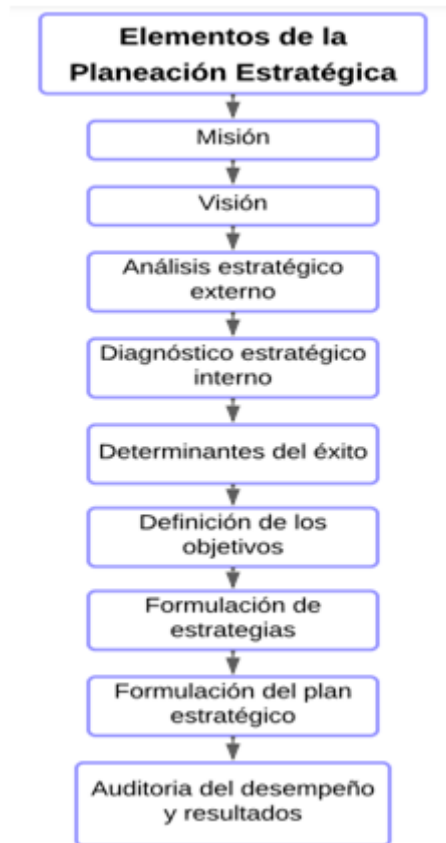 Elementos de la
Planeación Estratégica
Misión
Visión
Análisis estratégico
externo
Diagnóstico estratégico
interno
Determinantes del éxito
Definición de los
objetivos
Formulación de
estrategias
Formulación del plan
estratégico
Auditoria del desempeño
y resultados